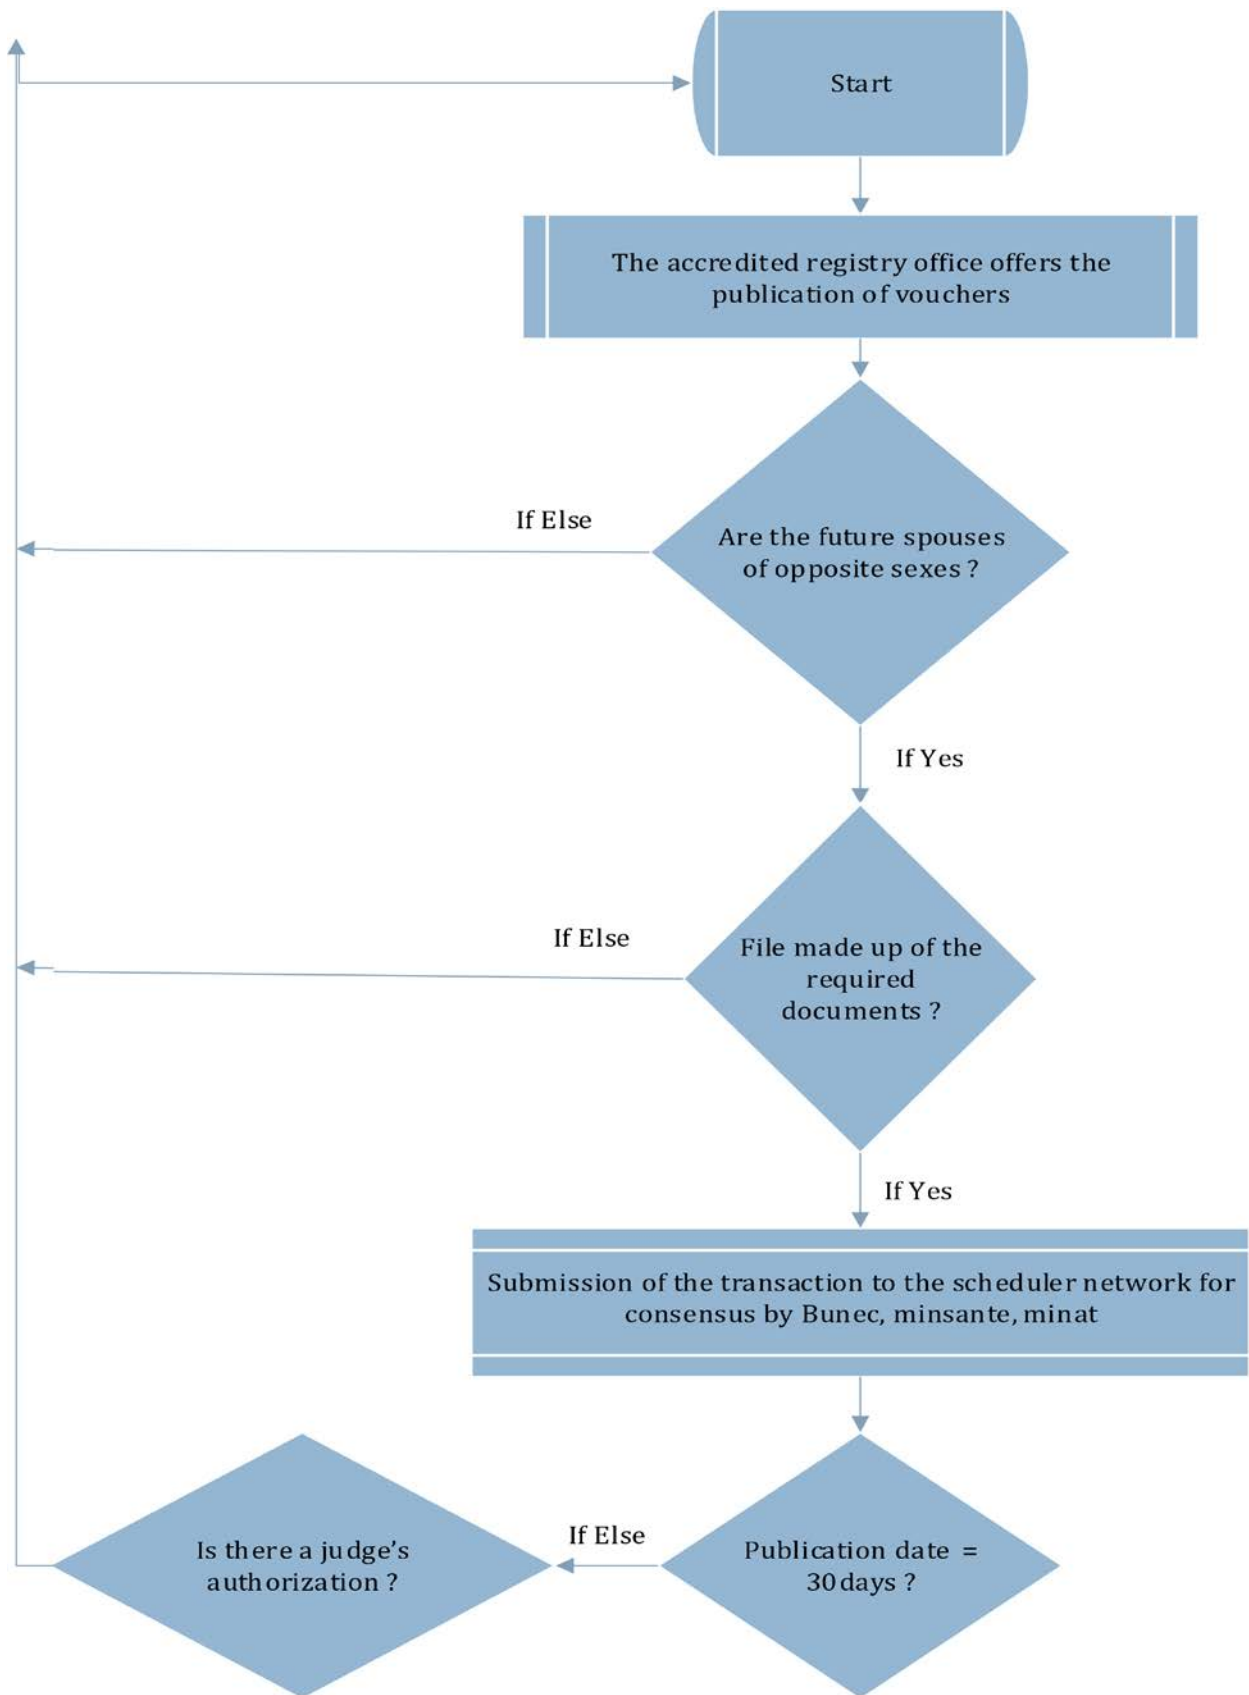 Start
The accredited registry office offers the
publication of vouchers
If Else
Are the future spouses
of opposite sexes ?
If Yes
If Else
File made up of the
required
documents ?
If Yes
Submission of the transaction to the scheduler network for
consensus by Bunec, minsante, minat
Is there a judge’s
authorization ?
If Else
Publication date =
30 days ?